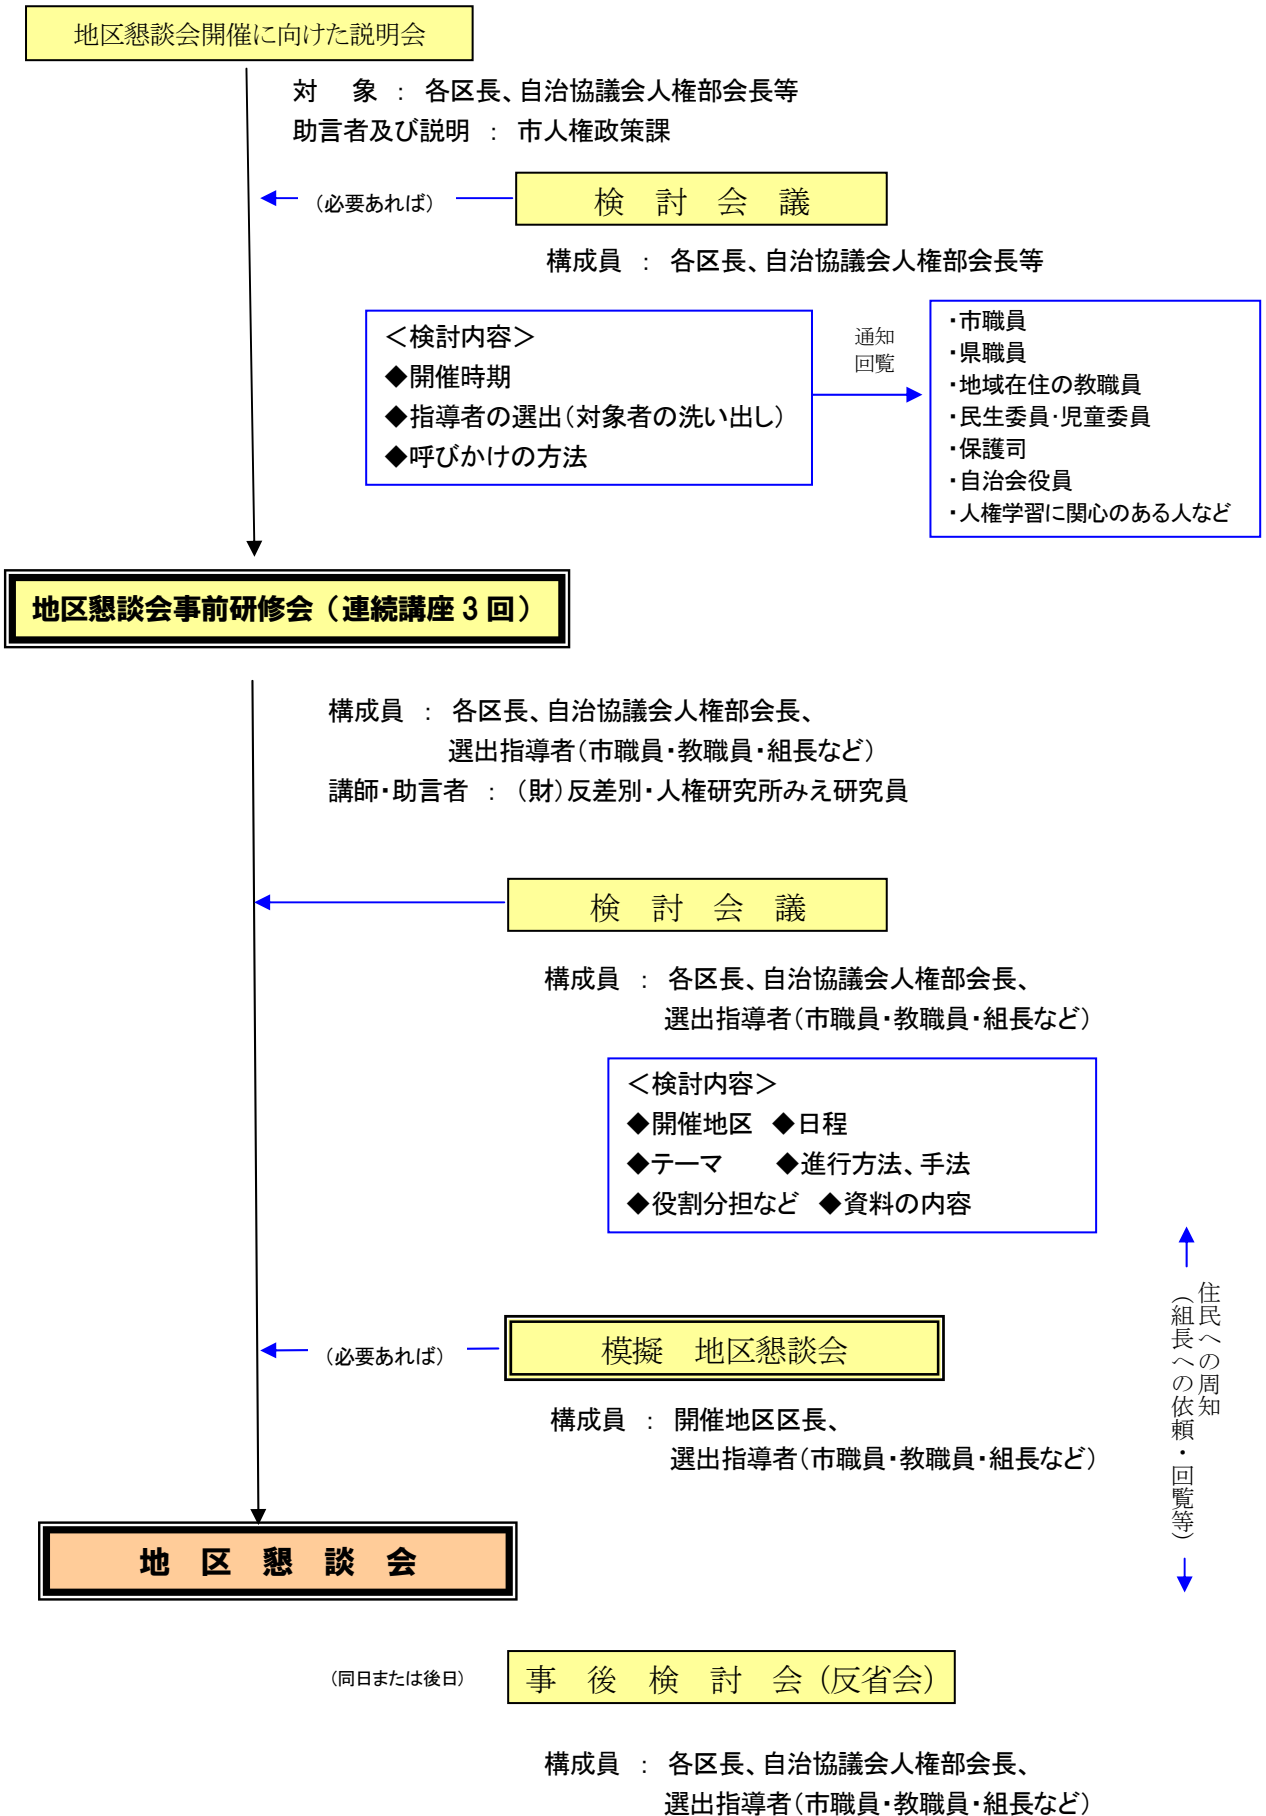 地区懇談会開催に向けた説明会
対　象 ： 各区長、自治協議会人権部会長等
助言者及び説明 ： 市人権政策課
（必要あれば）
検 討 会 議
構成員 ： 各区長、自治協議会人権部会長等
＜検討内容＞
◆開催時期
◆指導者の選出（対象者の洗い出し）
◆呼びかけの方法
通知
回覧
・市職員
・県職員
・地域在住の教職員
・民生委員・児童委員
・保護司
・自治会役員
・人権学習に関心のある人など
地区懇談会事前研修会（連続講座３回）
構成員 ： 各区長、自治協議会人権部会長、
選出指導者（市職員・教職員・組長など）
講師・助言者 ： （財）反差別・人権研究所みえ研究員
検 討 会 議
構成員 ： 各区長、自治協議会人権部会長、
選出指導者（市職員・教職員・組長など）
＜検討内容＞
◆開催地区 ◆日程
◆テーマ ◆進行方法、手法
◆役割分担など ◆資料の内容
住民への周知
（組長への依頼・回覧等）
（必要あれば）
模擬　地区懇談会
構成員 ： 開催地区区長、
選出指導者（市職員・教職員・組長など）
地 区 懇 談 会
（同日または後日）
事 後 検 討 会（反省会）
構成員 ： 各区長、自治協議会人権部会長、
選出指導者（市職員・教職員・組長など）